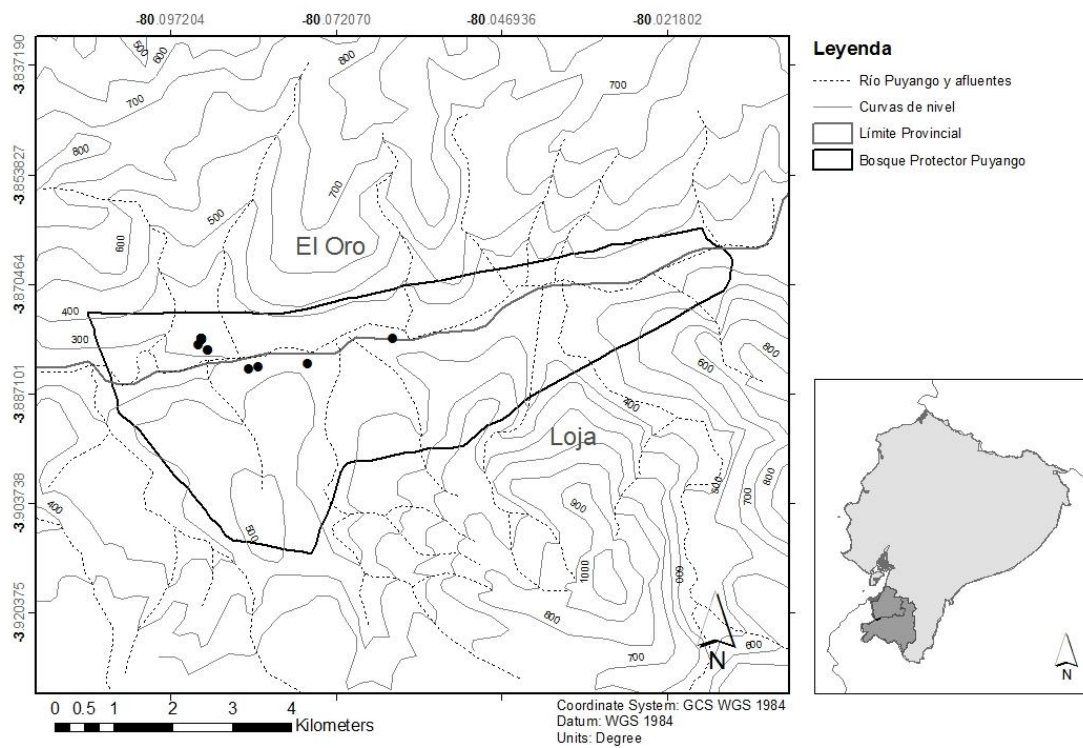 -80.097204 -80.072070 -80.046936 -80.021802
-3.837190
-3.853827
-3.870464
-3.887101
-3.903738
-3.920375
500
600
800
700
700
800
500
700
600
El Oro
400
300
600
800
400
Loja
500
700
800
900
400
500
1000
600
800
600
700
N
0 0.5 1 2 3 4
Kilometers
Coordinate System: GCS WGS 1984
Datum: WGS 1984
Units: Degree
Leyenda
Río Puyango y afluentes
Curvas de nivel
Límite Provincial
Bosque Protector Puyango
N